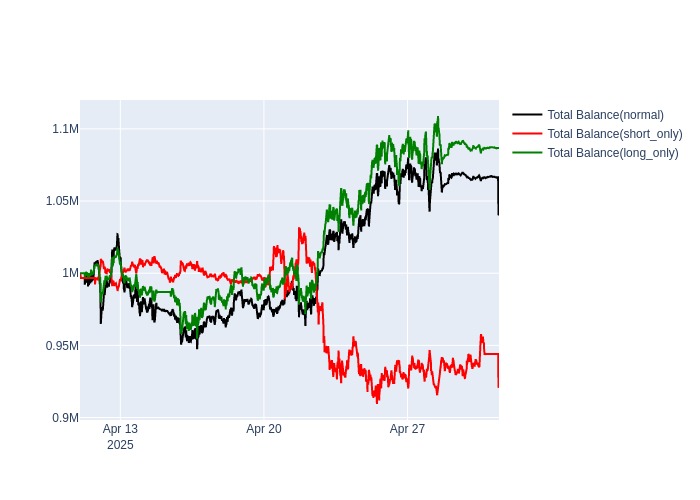 Total Balance(normal)
Total Balance(short_only)
Total Balance(long_only)
1.1M
1.05M
1.M
0.95M
0.9M
Apr 13
2025
Apr 20
Apr 27